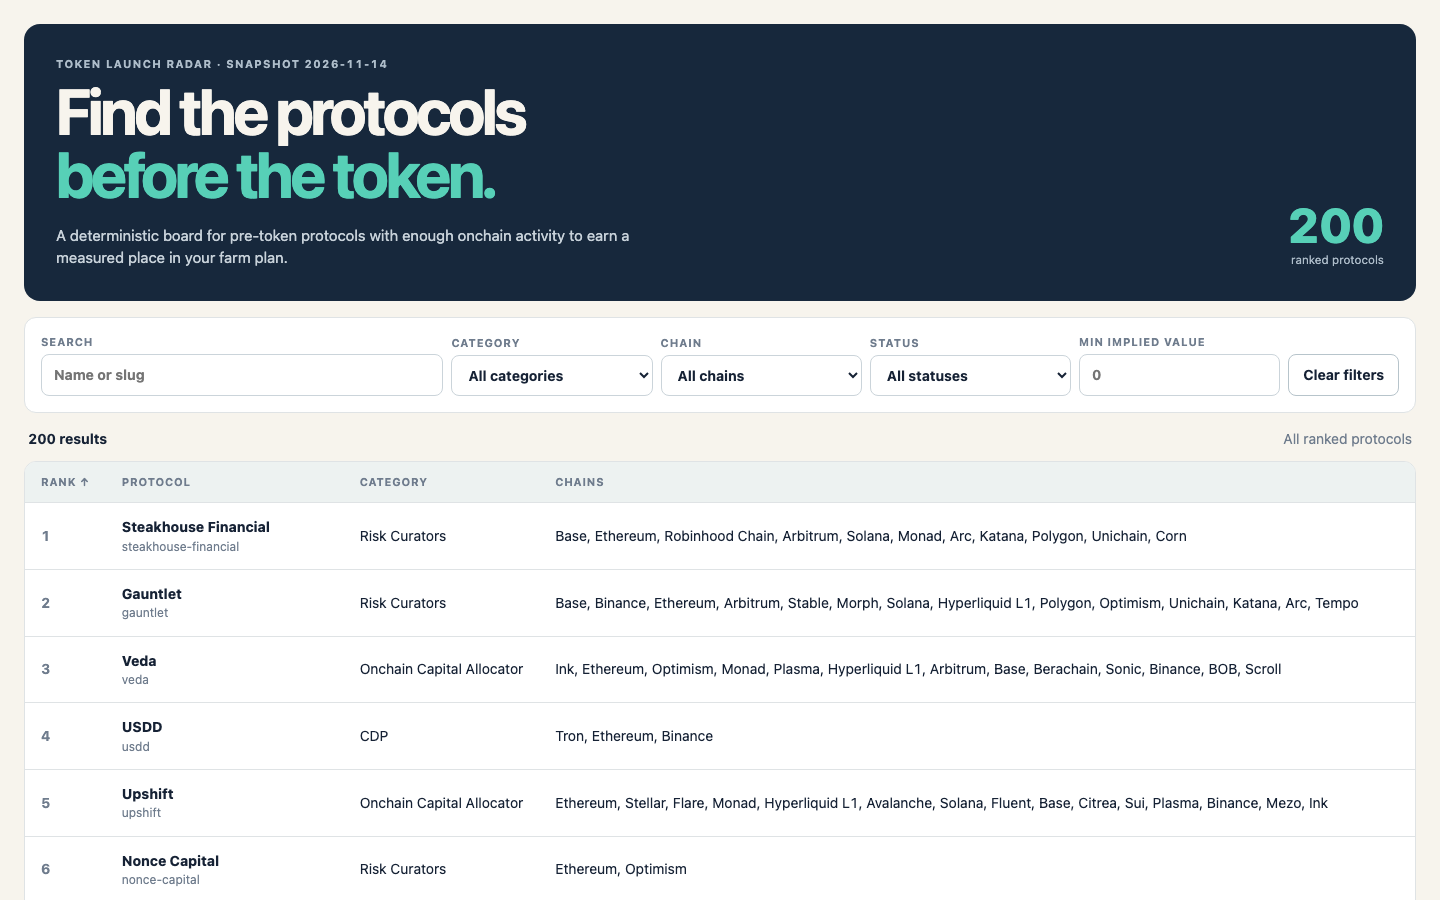 TOKEN LAUNCH RADAR · SNAPSHOT 2026-11-14
Find the protocols
before the token.
A deterministic board for pre-token protocols with enough onchain activity to earn a
measured place in your farm plan.
200
ranked protocols
SEARCH CATEGORY CHAIN STATUS MIN IMPLIED VALUE
Name or slug All categories All chains All statuses 0 Clear filters
200 results All ranked protocols
RANK ↑ PROTOCOL CATEGORY CHAINS
1 Steakhouse Financial Risk Curators Base, Ethereum, Robinhood Chain, Arbitrum, Solana, Monad, Arc, Katana, Polygon, Unichain, Corn
steakhouse-financial
2 Gauntlet Risk Curators Base, Binance, Ethereum, Arbitrum, Stable, Morph, Solana, Hyperliquid L1, Polygon, Optimism, Unichain, Katana, Arc, Tempo
gauntlet
3 Veda Onchain Capital Allocator Ink, Ethereum, Optimism, Monad, Plasma, Hyperliquid L1, Arbitrum, Base, Berachain, Sonic, Binance, BOB, Scroll
veda
4 USDD CDP Tron, Ethereum, Binance
usdd
5 Upshift Onchain Capital Allocator Ethereum, Stellar, Flare, Monad, Hyperliquid L1, Avalanche, Solana, Fluent, Base, Citrea, Sui, Plasma, Binance, Mezo, Ink
upshift
6 Nonce Capital Risk Curators Ethereum, Optimism
nonce-capital